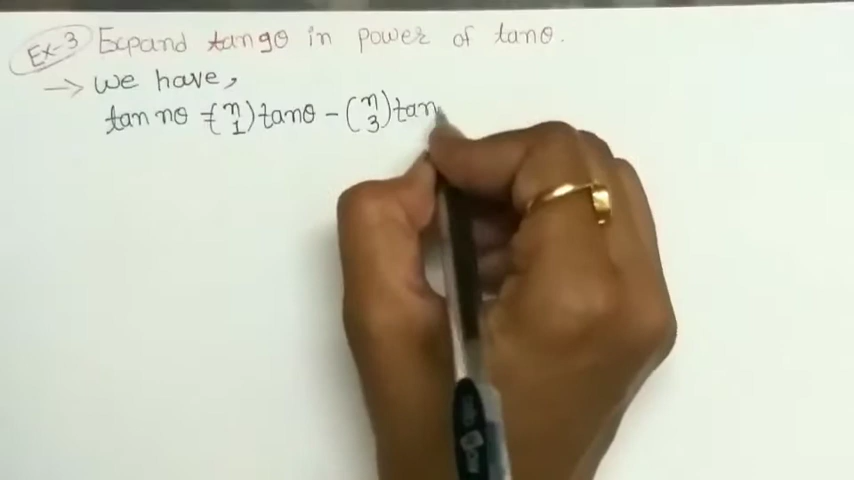 Ex-3 Expand tan9θ in power of tanθ.
→ we have,
tan nθ = (n 1) tanθ - (n 3) tan